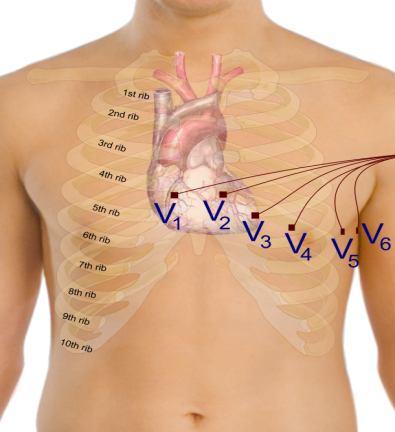 1st rib
2nd rib
3rd rib
4th rib
5th rib
6th rib
7th rib
8th rib
9th rib
10th rib
V1
V2
V3
V4
V5
V6